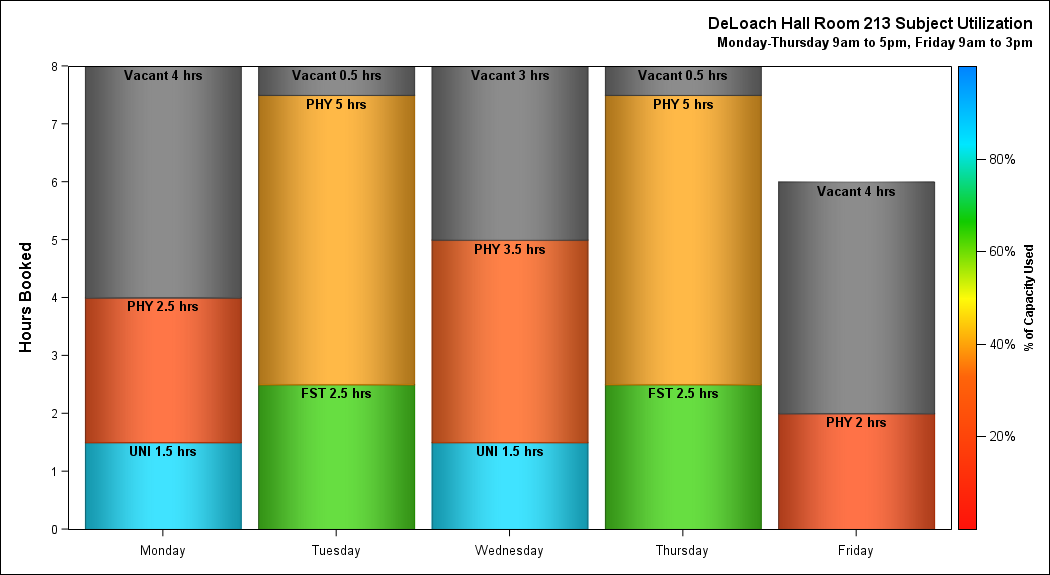 DeLoach Hall Room 213 Subject Utilization
Monday-Thursday 9am to 5pm, Friday 9am to 3pm
Hours Booked
8
7
6
5
4
3
2
1
0
Vacant 4 hrs
PHY 2.5 hrs
UNI 1.5 hrs
Vacant 0.5 hrs
PHY 5 hrs
FST 2.5 hrs
Vacant 3 hrs
PHY 3.5 hrs
UNI 1.5 hrs
Vacant 0.5 hrs
PHY 5 hrs
FST 2.5 hrs
Vacant 4 hrs
PHY 2 hrs
Monday
Tuesday
Wednesday
Thursday
Friday
80%
60%
40%
20%
% of Capacity Used